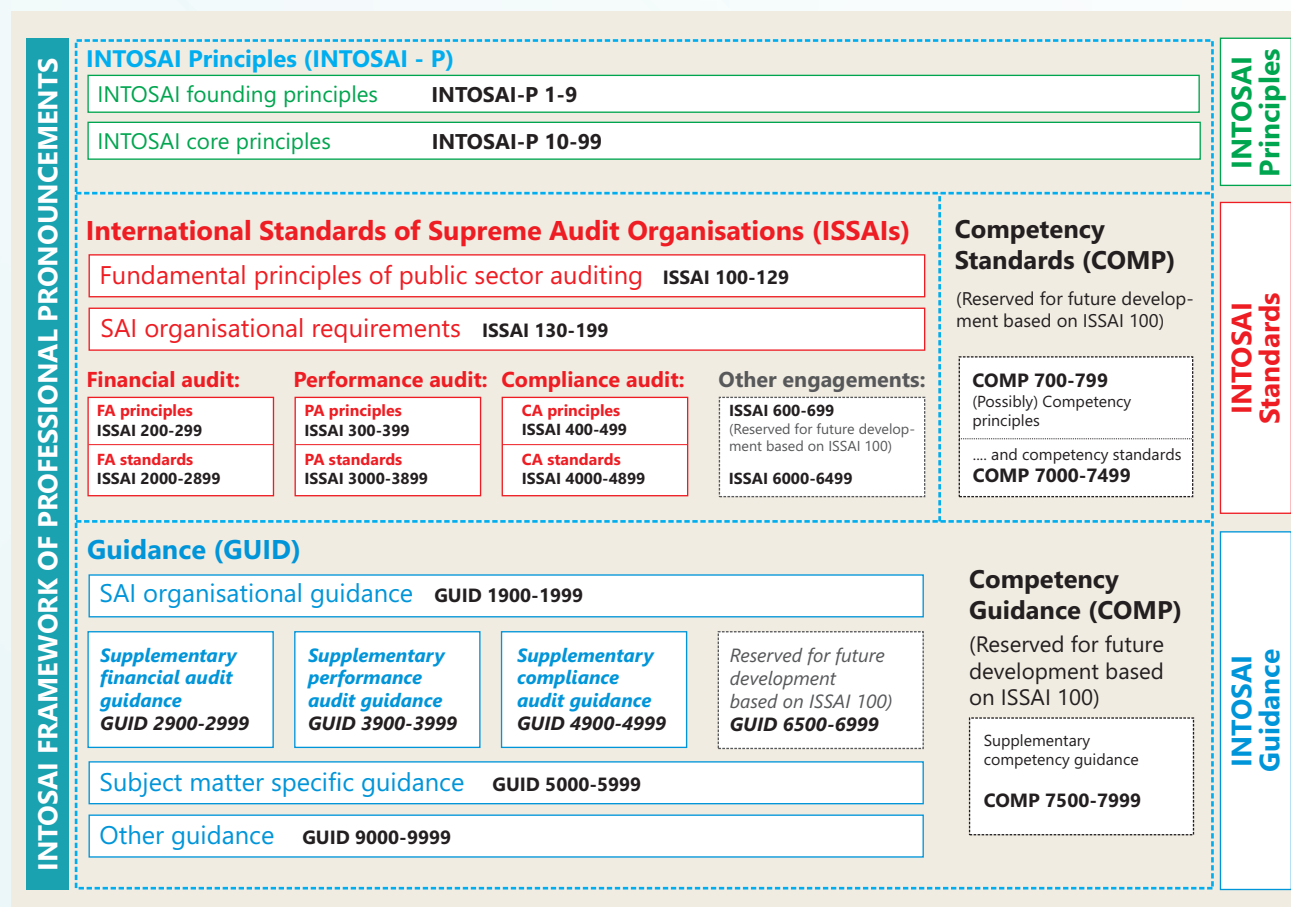 INTOSAI FRAMEWORK OF PROFESSIONAL PRONOUNCEMENTS
INTOSAI Principles (INTOSAI - P)
INTOSAI founding principles INTOSAI-P 1-9
INTOSAI core principles INTOSAI-P 10-99
INTOSAI
Principles
International Standards of Supreme Audit Organisations (ISSAIs)
Fundamental principles of public sector auditing ISSAI 100-129
SAI organisational requirements ISSAI 130-199
Financial audit:
FA principles
ISSAI 200-299
FA standards
ISSAI 2000-2899
Performance audit:
PA principles
ISSAI 300-399
PA standards
ISSAI 3000-3899
Compliance audit:
CA principles
ISSAI 400-499
CA standards
ISSAI 4000-4899
Other engagements:
ISSAI 600-699
(Reserved for future develop-
ment based on ISSAI 100)
ISSAI 6000-6499
Competency
Standards (COMP)
(Reserved for future develop-
ment based on ISSAI 100)
COMP 700-799
(Possibly) Competency
principles
.... and competency standards
COMP 7000-7499
INTOSAI
Standards
Guidance (GUID)
SAI organisational guidance GUID 1900-1999
Supplementary
financial audit
guidance
GUID 2900-2999
Supplementary
performance
audit guidance
GUID 3900-3999
Supplementary
compliance
audit guidance
GUID 4900-4999
Reserved for future
development
based on ISSAI 100)
GUID 6500-6999
Subject matter specific guidance GUID 5000-5999
Other guidance GUID 9000-9999
Competency
Guidance (COMP)
(Reserved for future
development based
on ISSAI 100)
Supplementary
competency guidance
COMP 7500-7999
INTOSAI
Guidance